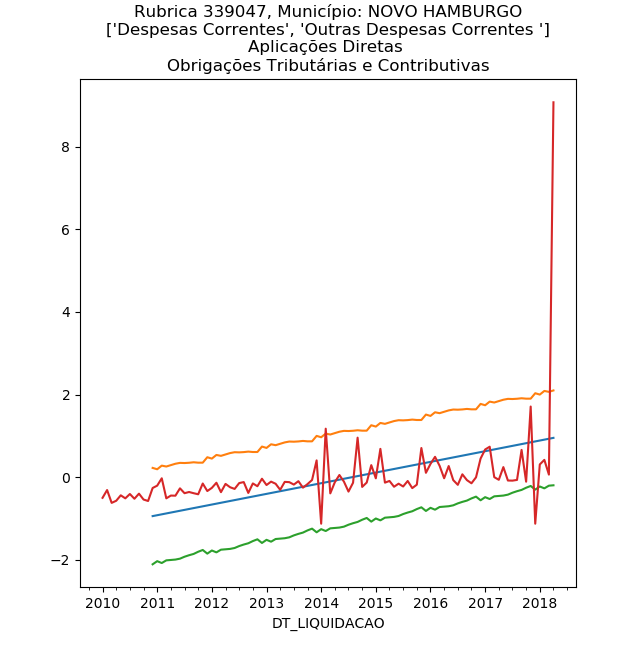 Rubrica 339047, Município: NOVO HAMBURGO
['Despesas Correntes', 'Outras Despesas Correntes ']
Aplicações Diretas
Obrigações Tributárias e Contributivas
8
6
4
2
0
−2
2010 2011 2012 2013 2014 2015 2016 2017 2018
DT_LIQUIDACAO